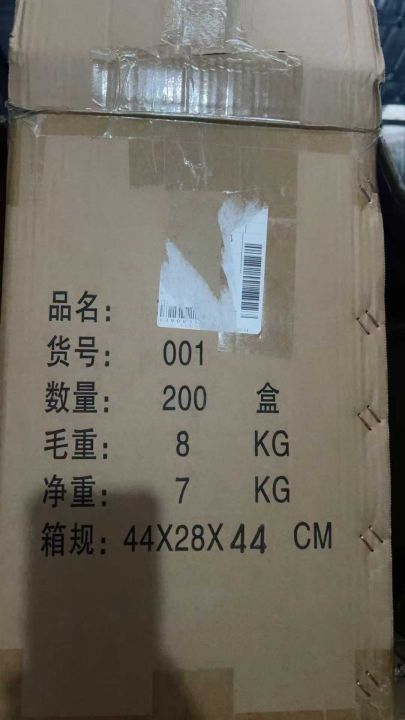 品名：
货号： 001
数量： 200 盒
毛重： 8 KG
净重： 7 KG
箱规：44X28X44 CM